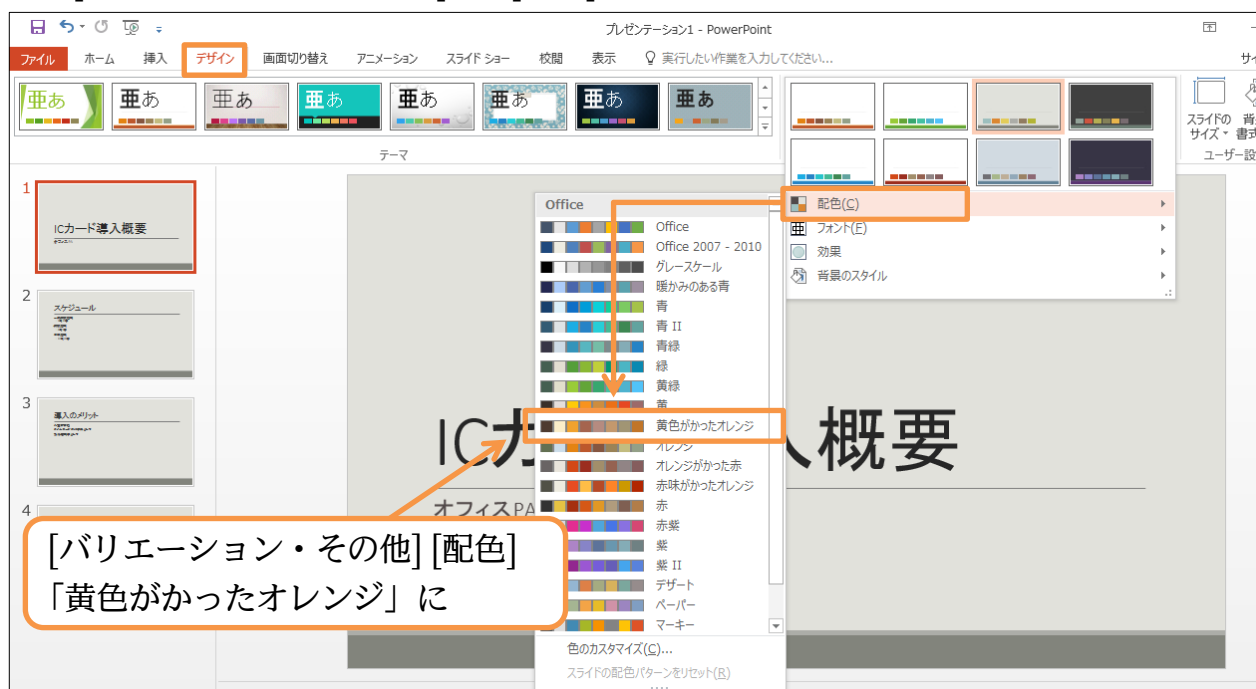 プレゼンテーション1 - PowerPoint
ファイル ホーム 挿入 デザイン 画面切り替え アニメーション スライド ショー 校閲 表示 実行したい作業を入力してください...
亜あ 亜あ 亜あ 亜あ 亜あ 亜あ 亜あ 亜あ
スライドの
サイズ
テーマ
1
ICカード導入概要
2
スケジュール
3
導入のメリット
4
配色(C)
フォント(F)
効果
背景のスタイル
Office
Office
Office 2007 - 2010
グレースケール
暖かみのある青
青
青 II
青緑
緑
黄緑
黄
黄色がかったオレンジ
オレンジ
オレンジがかった赤
赤味がかったオレンジ
赤
赤紫
紫
紫 II
デザート
ペーパー
マーキー
色のカスタマイズ(C)...
スライドの配色パターンをリセット(R)
ICカ 入概要
オフィスPA
[バリエーション・その他] [配色]
「黄色がかったオレンジ」に